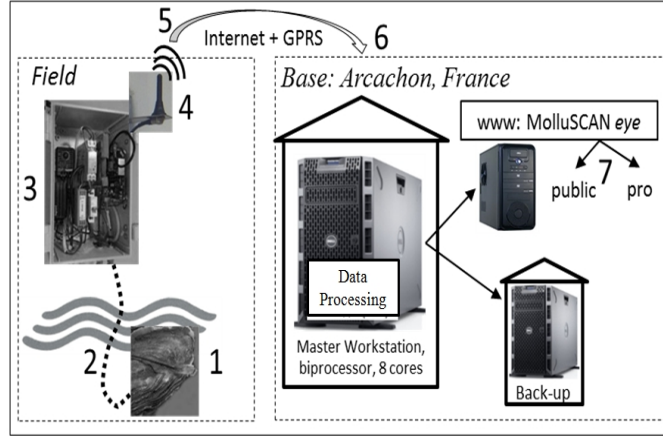 5
6
Internet + GPRS
Field
4
3
2
1
Base: Arcachon, France
www: MolluSCAN eye
7
public
pro
Data
Processing
Master Workstation,
biprocessor, 8 cores
Back-up